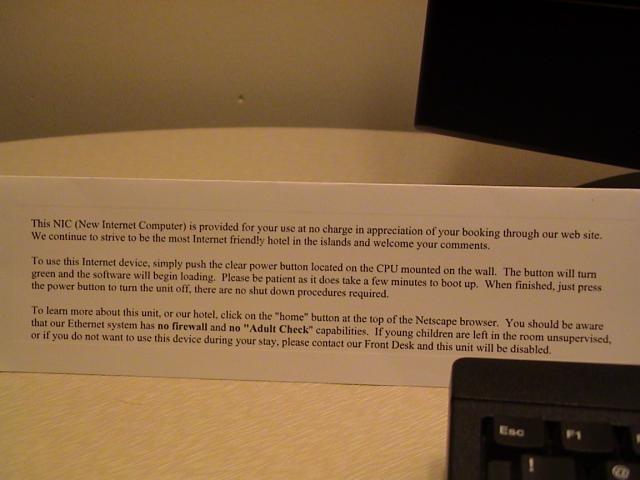 This NIC (New Internet Computer) is provided for your use at no charge in appreciation of your booking through our web site.
We continue to strive to be the most Internet friendly hotel in the islands and welcome your comments.
To use this Internet device, simply push the clear power button located on the CPU mounted on the wall. The button will turn
green and the software will begin loading. Please be patient as it does take a few minutes to boot up. When finished, just press
the power button to turn the unit off, there are no shut down procedures required.
To learn more about this unit, or our hotel, click on the "home" button at the top of the Netscape browser. You should be aware
that our Ethernet system has no firewall and no "Adult Check" capabilities. If young children are left in the room unsupervised,
or if you do not want to use this device during your stay, please contact our Front Desk and this unit will be disabled.
Esc F1
! @